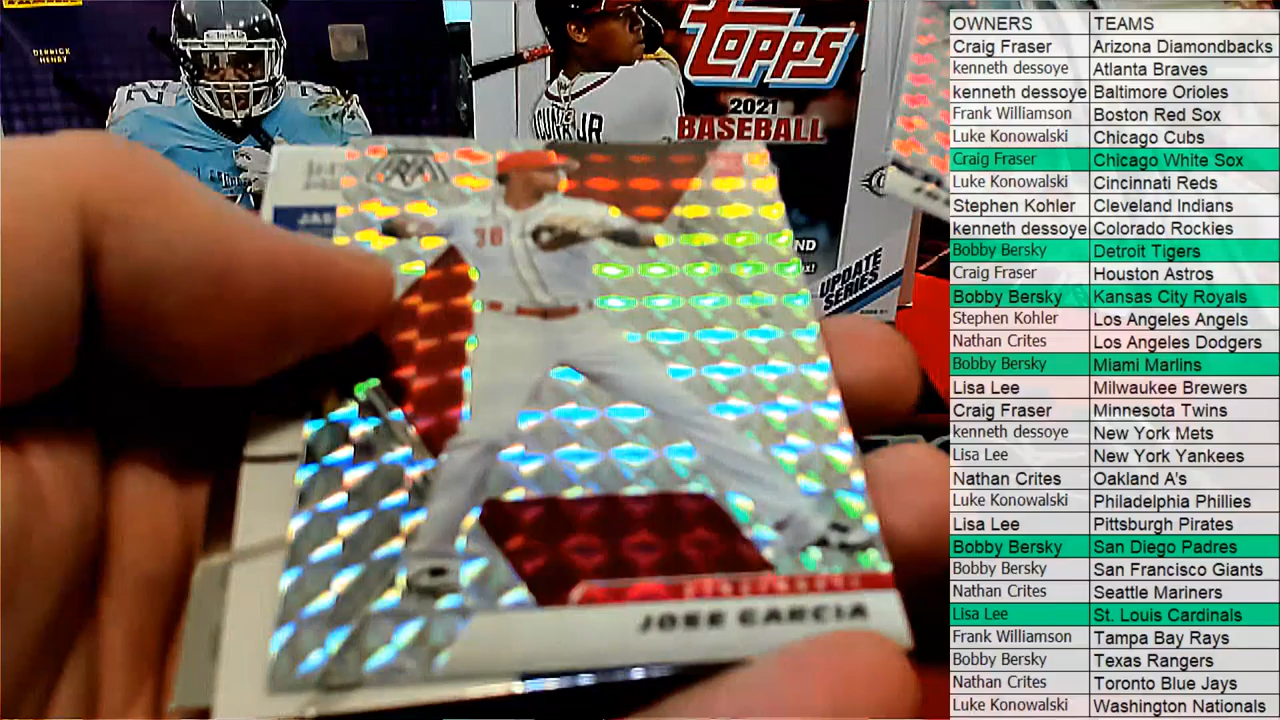 DERRICK
HENRY
TOPPS
2021
BASEBALL
UPDATE
SERIES
38
JOSE GARCIA
OWNERS TEAMS
Craig Fraser Arizona Diamondbacks
kenneth dessoye Atlanta Braves
kenneth dessoye Baltimore Orioles
Frank Williamson Boston Red Sox
Luke Konowalski Chicago Cubs
Craig Fraser Chicago White Sox
Luke Konowalski Cincinnati Reds
Stephen Kohler Cleveland Indians
kenneth dessoye Colorado Rockies
Bobby Bersky Detroit Tigers
Craig Fraser Houston Astros
Bobby Bersky Kansas City Royals
Stephen Kohler Los Angeles Angels
Nathan Crites Los Angeles Dodgers
Bobby Bersky Miami Marlins
Lisa Lee Milwaukee Brewers
Craig Fraser Minnesota Twins
kenneth dessoye New York Mets
Lisa Lee New York Yankees
Nathan Crites Oakland A's
Luke Konowalski Philadelphia Phillies
Lisa Lee Pittsburgh Pirates
Bobby Bersky San Diego Padres
Bobby Bersky San Francisco Giants
Nathan Crites Seattle Mariners
Lisa Lee St. Louis Cardinals
Frank Williamson Tampa Bay Rays
Bobby Bersky Texas Rangers
Nathan Crites Toronto Blue Jays
Luke Konowalski Washington Nationals